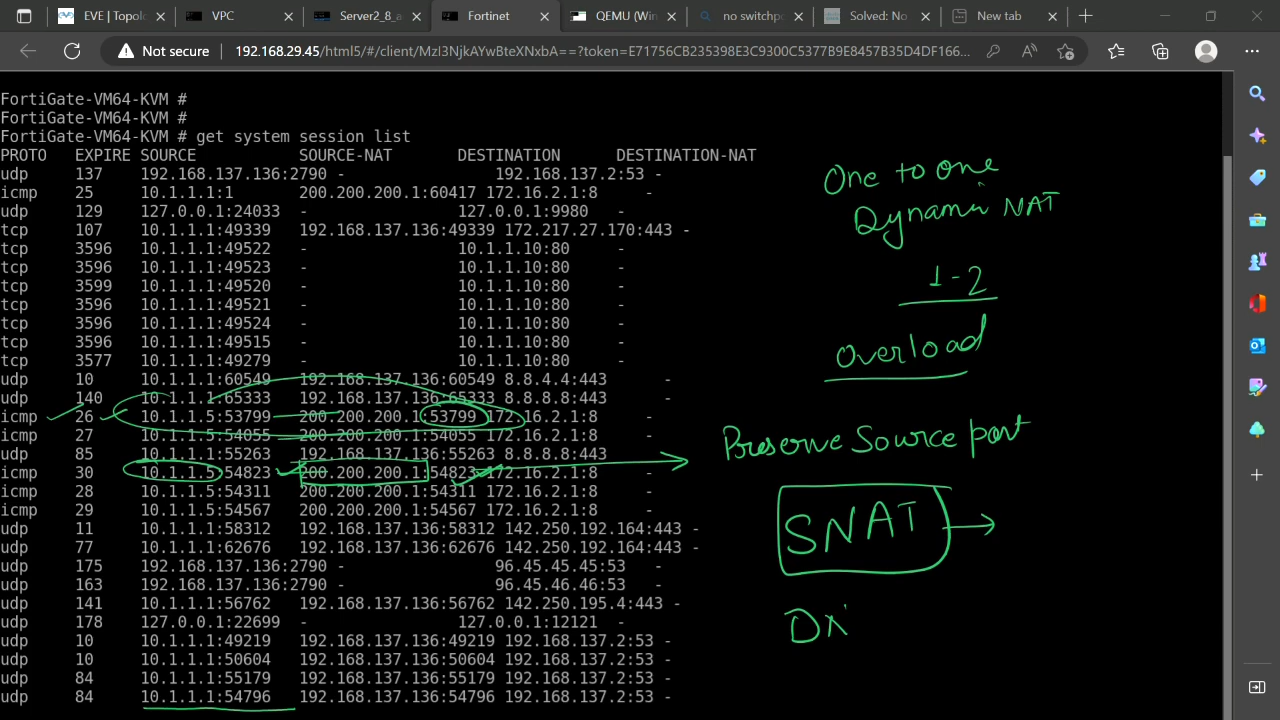 EVE | Topolo
VPC
Server2_8_a
Fortinet
QEMU (Win
no switchp
Solved: No
New tab
Not secure
192.168.29.45/html5/#/client/MzI3NjkAYwBteXNxbA==?token=E71756CB235398E3C9300C5377B9E8457B35D4DF166...
FortiGate-VM64-KVM #
FortiGate-VM64-KVM #
FortiGate-VM64-KVM # get system session list
PROTO EXPIRE SOURCE SOURCE-NAT DESTINATION DESTINATION-NAT
udp 137 192.168.137.136:2790 - 192.168.137.2:53 -
icmp 25 10.1.1.1:1 200.200.200.1:60417 172.16.2.1:8 -
udp 129 127.0.0.1:24033 - 127.0.0.1:9980 -
tcp 107 10.1.1.1:49339 192.168.137.136:49339 172.217.27.170:443 -
tcp 3596 10.1.1.1:49522 - 10.1.1.10:80 -
tcp 3596 10.1.1.1:49523 - 10.1.1.10:80 -
tcp 3599 10.1.1.1:49520 - 10.1.1.10:80 -
tcp 3596 10.1.1.1:49521 - 10.1.1.10:80 -
tcp 3596 10.1.1.1:49524 - 10.1.1.10:80 -
tcp 3596 10.1.1.1:49515 - 10.1.1.10:80 -
tcp 3577 10.1.1.1:49279 - 10.1.1.10:80 -
udp 10 10.1.1.1:60549 192.168.137.136:60549 8.8.4.4:443 -
udp 140 10.1.1.1:65333 192.168.137.136:65333 8.8.8.8:443 -
icmp 26 10.1.1.5:53799 200.200.200.1:53799 172.16.2.1:8 -
icmp 27 10.1.1.5:54055 200.200.200.1:54055 172.16.2.1:8 -
udp 85 10.1.1.1:55263 192.168.137.136:55263 8.8.8.8:443 -
icmp 30 10.1.1.5:54823 200.200.200.1:54823 172.16.2.1:8 -
icmp 28 10.1.1.5:54311 200.200.200.1:54311 172.16.2.1:8 -
icmp 29 10.1.1.5:54567 200.200.200.1:54567 172.16.2.1:8 -
udp 11 10.1.1.1:58312 192.168.137.136:58312 142.250.192.164:443 -
udp 77 10.1.1.1:62676 192.168.137.136:62676 142.250.192.164:443 -
udp 175 192.168.137.136:2790 - 96.45.45.45:53 -
udp 163 192.168.137.136:2790 - 96.45.46.46:53 -
udp 141 10.1.1.1:56762 192.168.137.136:56762 142.250.195.4:443 -
udp 178 127.0.0.1:22699 - 127.0.0.1:12121 -
udp 10 10.1.1.1:49219 192.168.137.136:49219 192.168.137.2:53 -
udp 10 10.1.1.1:50604 192.168.137.136:50604 192.168.137.2:53 -
udp 84 10.1.1.1:55179 192.168.137.136:55179 192.168.137.2:53 -
udp 84 10.1.1.1:54796 192.168.137.136:54796 192.168.137.2:53 -
One to one
Dynamic NAT
1-2
Overload
Preserve Source port
SNAT